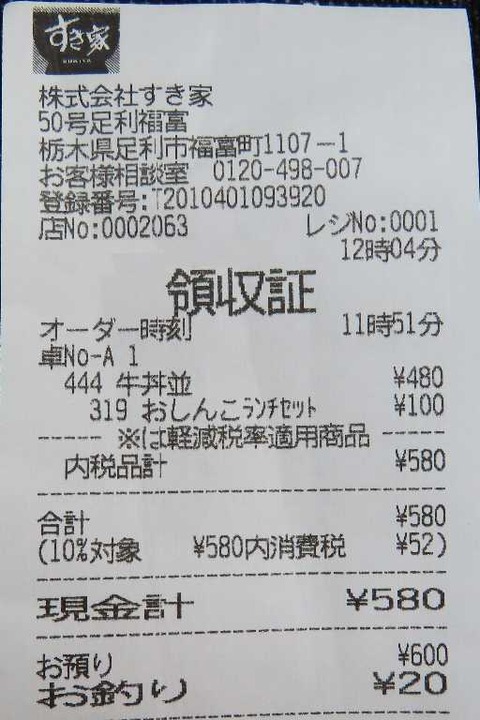 すき家
SUKIYA
株式会社すき家
50号足利福富
栃木県足利市福富町1107-1
お客様相談室 0120-498-007
登録番号:T2010401093920
店No:0002063 レジNo:0001
12時04分
領収証
オーダー時刻 11時51分
卓No-A 1
444 牛丼並 ¥480
319 おしんこランチセット ¥100
----- ※は軽減税率適用商品 -----
内税品計 ¥580
合計 ¥580
(10%対象 ¥580内消費税 ¥52)
現金計 ¥580
お預り ¥600
お釣り ¥20